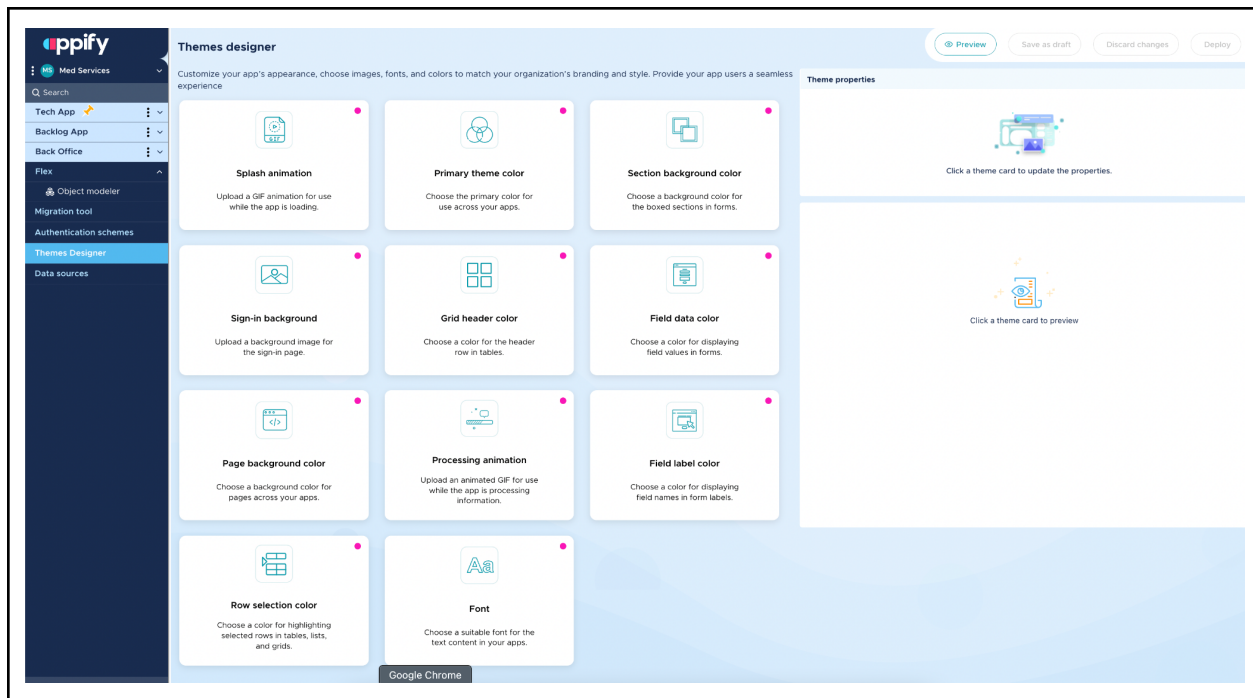 appify
MS Med Services
Search
Tech App
Backlog App
Back Office
Flex
Object modeler
Migration tool
Authentication schemes
Themes Designer
Data sources
Themes designer
Preview
Save as draft
Discard changes
Deploy
Customize your app's appearance, choose images, fonts, and colors to match your organization's branding and style. Provide your app users a seamless
experience
Splash animation
Upload a GIF animation for use
while the app is loading.
GIF
Primary theme color
Choose the primary color for
use across your apps.
Section background color
Choose a background color for
the boxed sections in forms.
Sign-in background
Upload a background image for
the sign-in page.
Grid header color
Choose a color for the header
row in tables.
Field data color
Choose a color for displaying
field values in forms.
Page background color
Choose a background color for
pages across your apps.
</>
Processing animation
Upload an animated GIF for use
while the app is processing
information.
Field label color
Choose a color for displaying
field names in form labels.
Row selection color
Choose a color for highlighting
selected rows in tables, lists,
and grids.
Aa
Font
Choose a suitable font for the
text content in your apps.
Theme properties
Click a theme card to update the properties.
Click a theme card to preview
Google Chrome